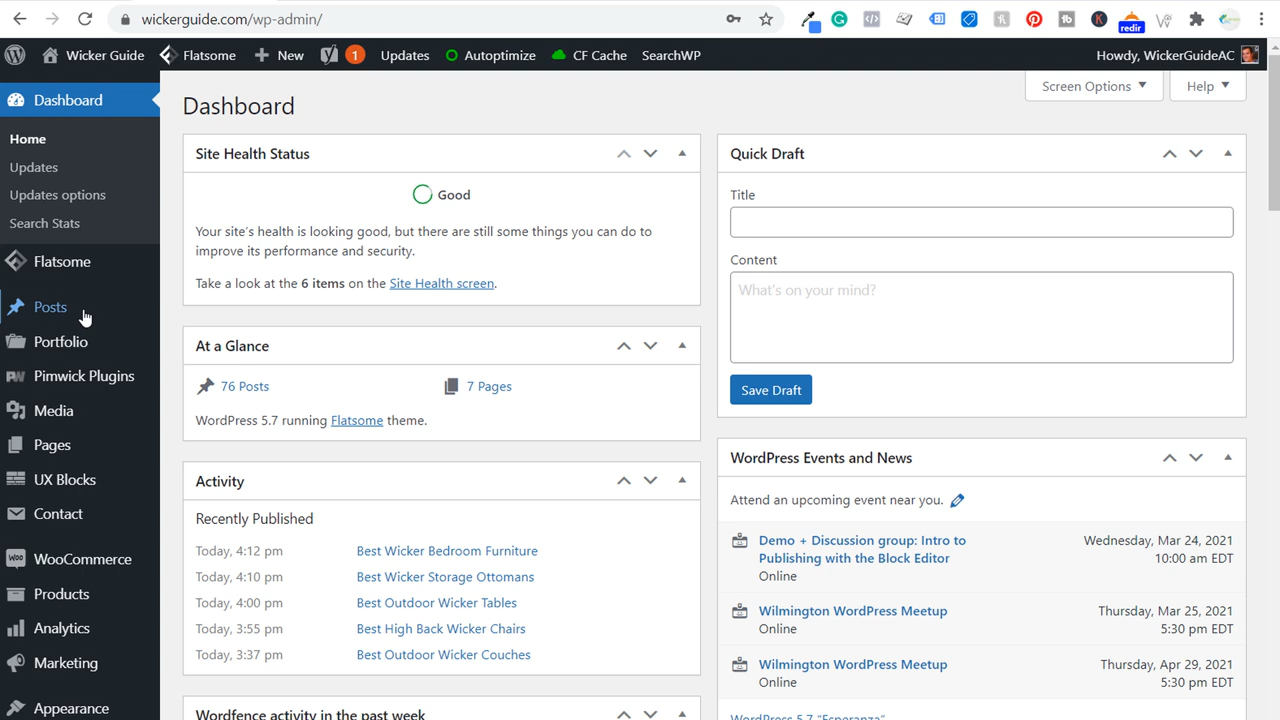 wickerguide.com/wp-admin/
redir
Wicker Guide
Flatsome
New
1
Updates
Autoptimize
CF Cache
SearchWP
Howdy, WickerGuideAC
Dashboard
Home
Updates
Updates options
Search Stats
Flatsome
Posts
Portfolio
Pimwick Plugins
Media
Pages
UX Blocks
Contact
WooCommerce
Products
Analytics
Marketing
Appearance
Screen Options
Help
Dashboard
Site Health Status
Good
Your site's health is looking good, but there are still some things you can do to
improve its performance and security.
Take a look at the 6 items on the Site Health screen.
At a Glance
76 Posts
7 Pages
WordPress 5.7 running Flatsome theme.
Activity
Recently Published
Today, 4:12 pm Best Wicker Bedroom Furniture
Today, 4:10 pm Best Wicker Storage Ottomans
Today, 4:00 pm Best Outdoor Wicker Tables
Today, 3:55 pm Best High Back Wicker Chairs
Today, 3:37 pm Best Outdoor Wicker Couches
Wordfence activity in the past week
Quick Draft
Title
Content
What's on your mind?
Save Draft
WordPress Events and News
Attend an upcoming event near you.
Demo + Discussion group: Intro to Wednesday, Mar 24, 2021
Publishing with the Block Editor 10:00 am EDT
Online
Wilmington WordPress Meetup Thursday, Mar 25, 2021
Online 5:30 pm EDT
Wilmington WordPress Meetup Thursday, Apr 29, 2021
Online 5:30 pm EDT
WordPress 5.7 "Esperanza"